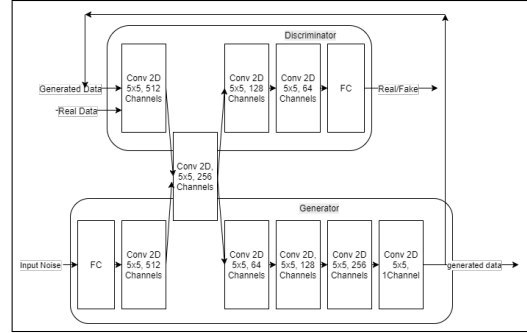 Discriminator
Generated Data
Real Data
Conv 2D
5x5, 512
Channels
Conv 2D
5x5, 128
Channels
Conv 2D
5x5, 64
Channels
FC
Real/Fake
Conv 2D,
5x5, 256
Channels
Generator
Input Noise
FC
Conv 2D
5x5, 512
Channels
Conv 2D
5x5, 64
Channels
Conv 2D,
5x5, 128
Channels
Conv 2D
5x5, 256
Channels
Conv 2D
5x5,
1Channel
generated data